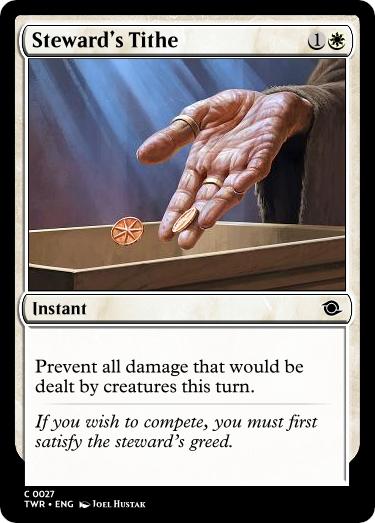 Steward's Tithe 1
Instant
Prevent all damage that would be
dealt by creatures this turn.
If you wish to compete, you must first
satisfy the steward's greed.
C 0027
TWR • ENG Joel Hustak